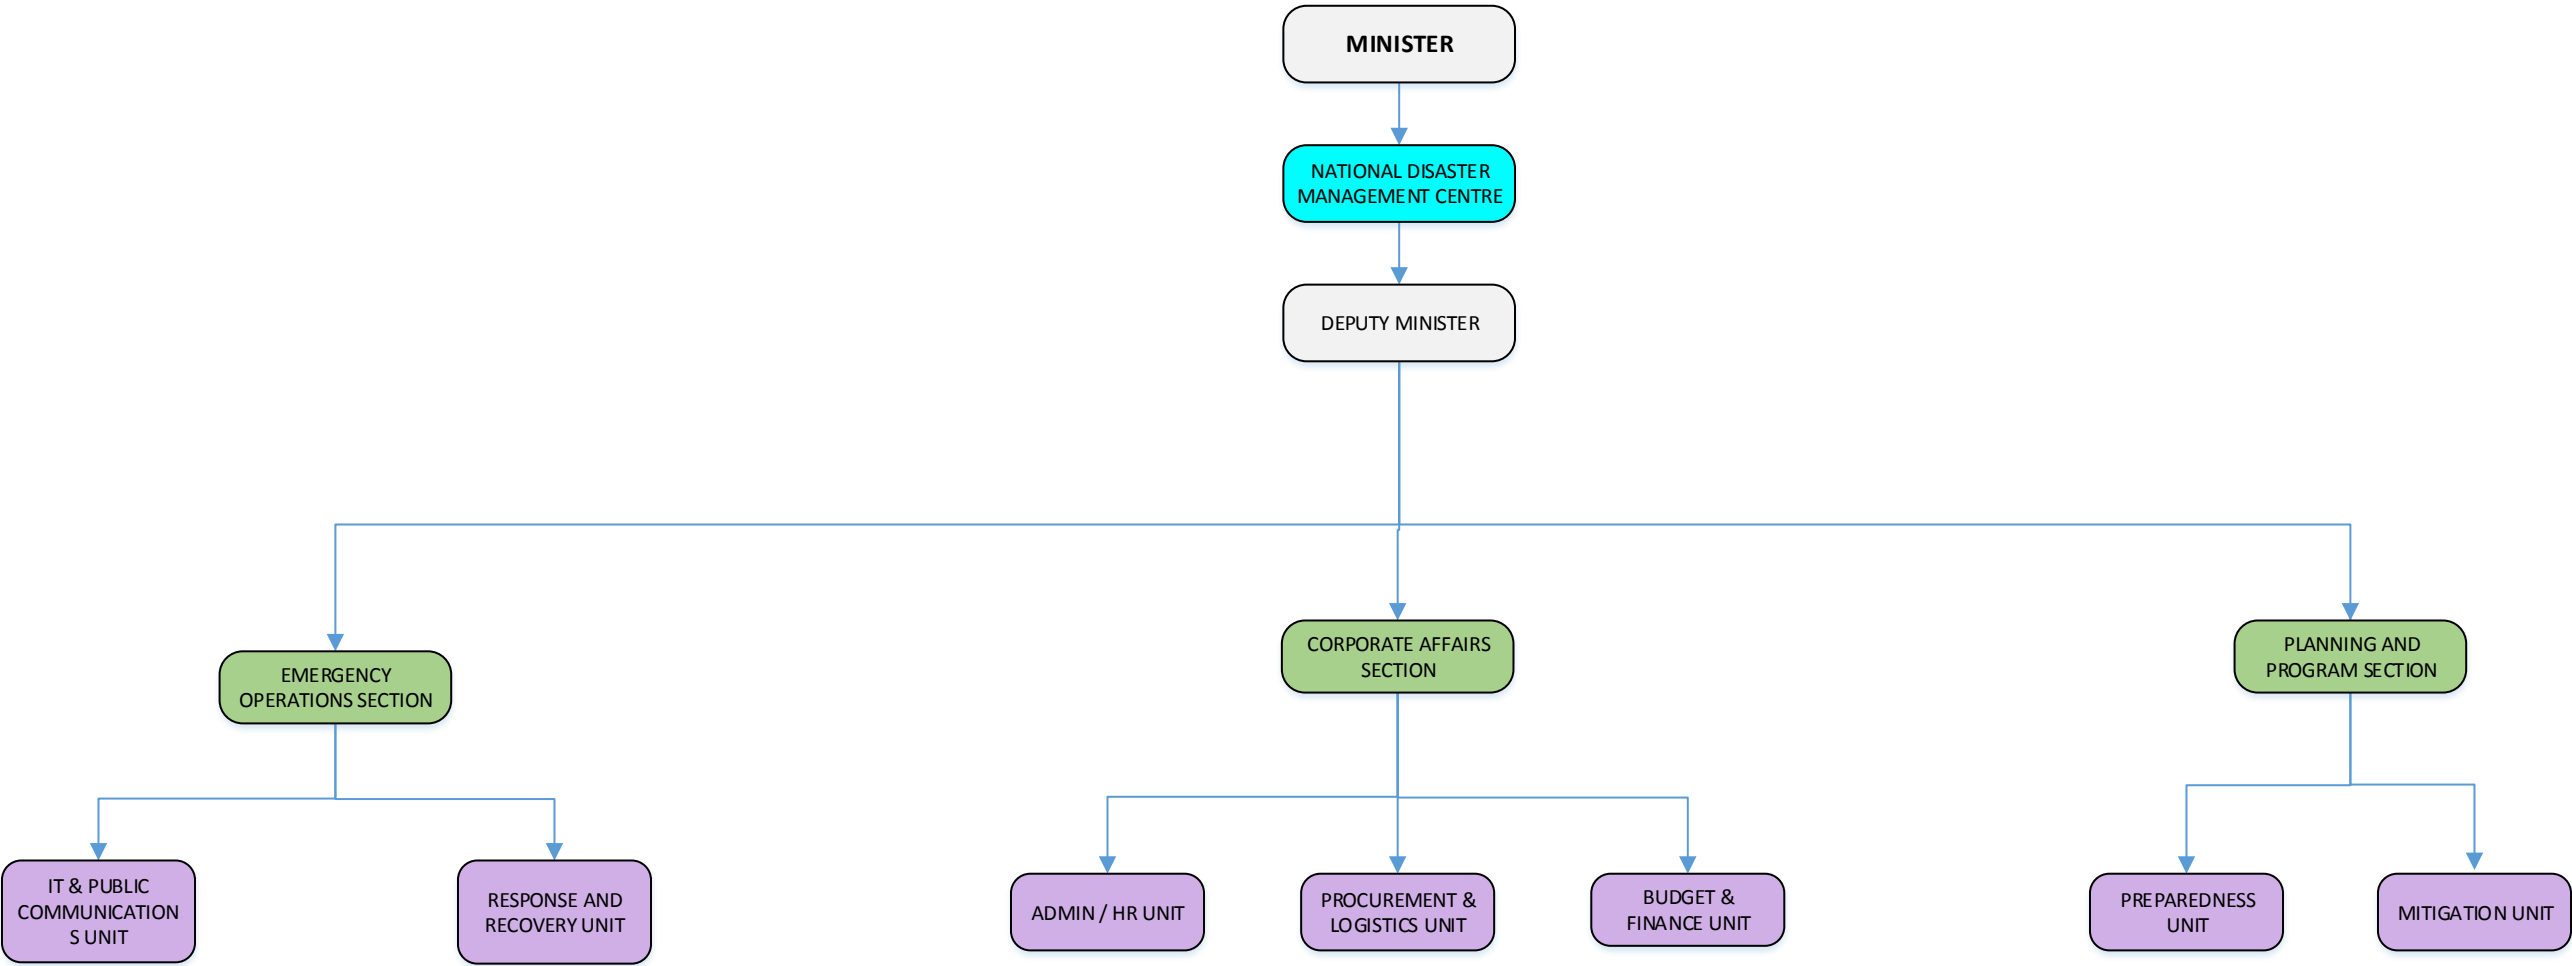 MINISTER
NATIONAL DISASTER
MANAGEMENT CENTRE
DEPUTY MINISTER
EMERGENCY
OPERATIONS SECTION
CORPORATE AFFAIRS
SECTION
PLANNING AND
PROGRAM SECTION
IT & PUBLIC
COMMUNICATION
S UNIT
RESPONSE AND
RECOVERY UNIT
ADMIN / HR UNIT
PROCUREMENT &
LOGISTICS UNIT
BUDGET &
FINANCE UNIT
PREPAREDNESS
UNIT
MITIGATION UNIT